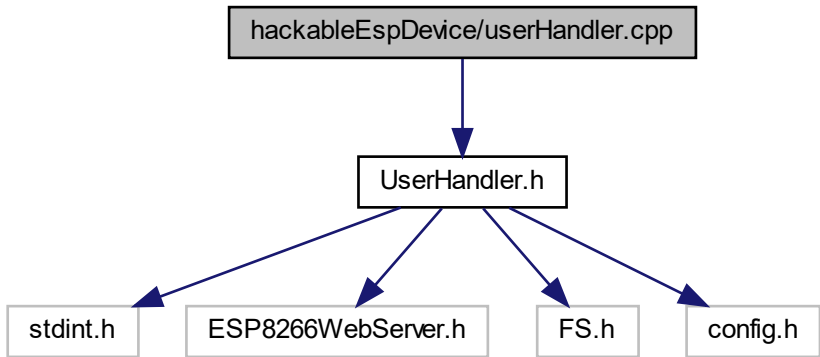 hackableEspDevice/userHandler.cpp
UserHandler.h
stdint.h
ESP8266WebServer.h
FS.h
config.h